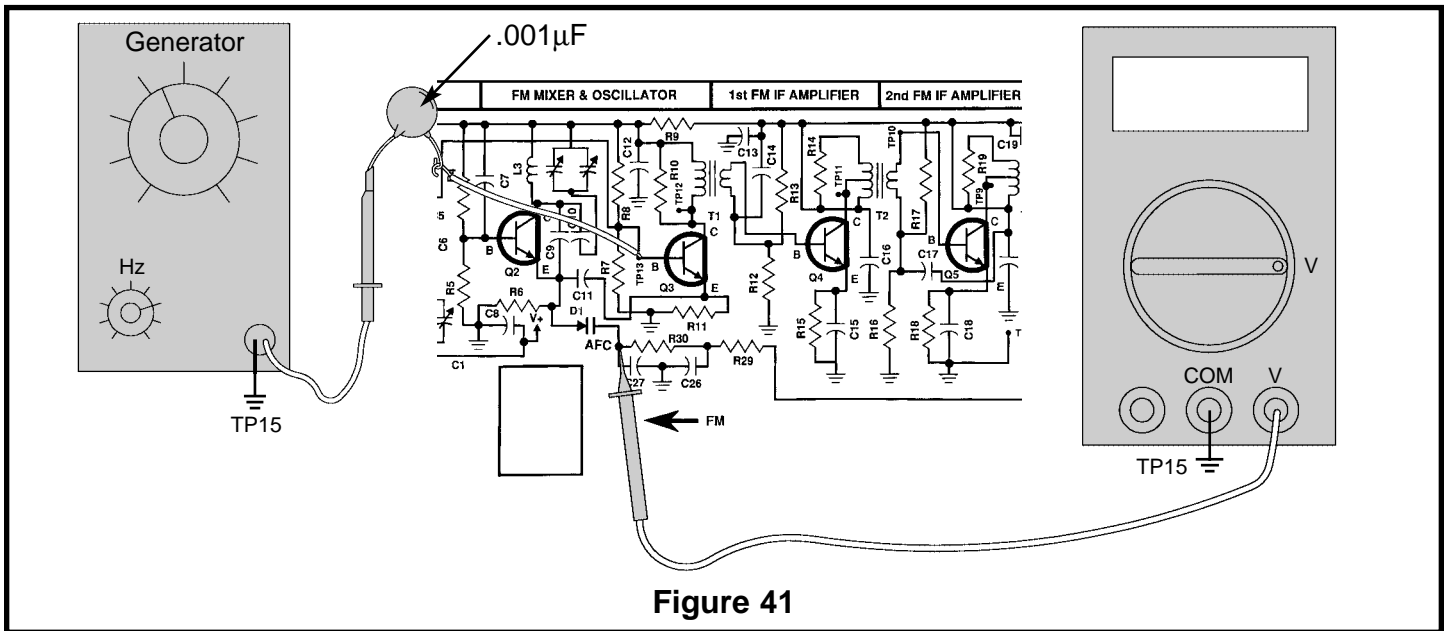 Generator
.001µF
FM MIXER & OSCILLATOR
1st FM IF AMPLIFIER
2nd FM IF AMPLIFIER
R9
C12
R10
TP12
C13
C14
R13
R14
TP11
TP10
R19
TP9
C19
L3
C7
R8
T1
T2
R17
C
C
C
C
C6
C9
B
Q2
E
R7
TP13
B
Q3
E
B
Q4
E
C16
B
C17
Q5
E
Hz
R5
R6
C11
R12
C8
V+
D1
R11
R15
C15
R16
R18
C18
T
AFC
R30
R29
C1
C27
C26
V
TP15
FM
COM
V
TP15
Figure 41